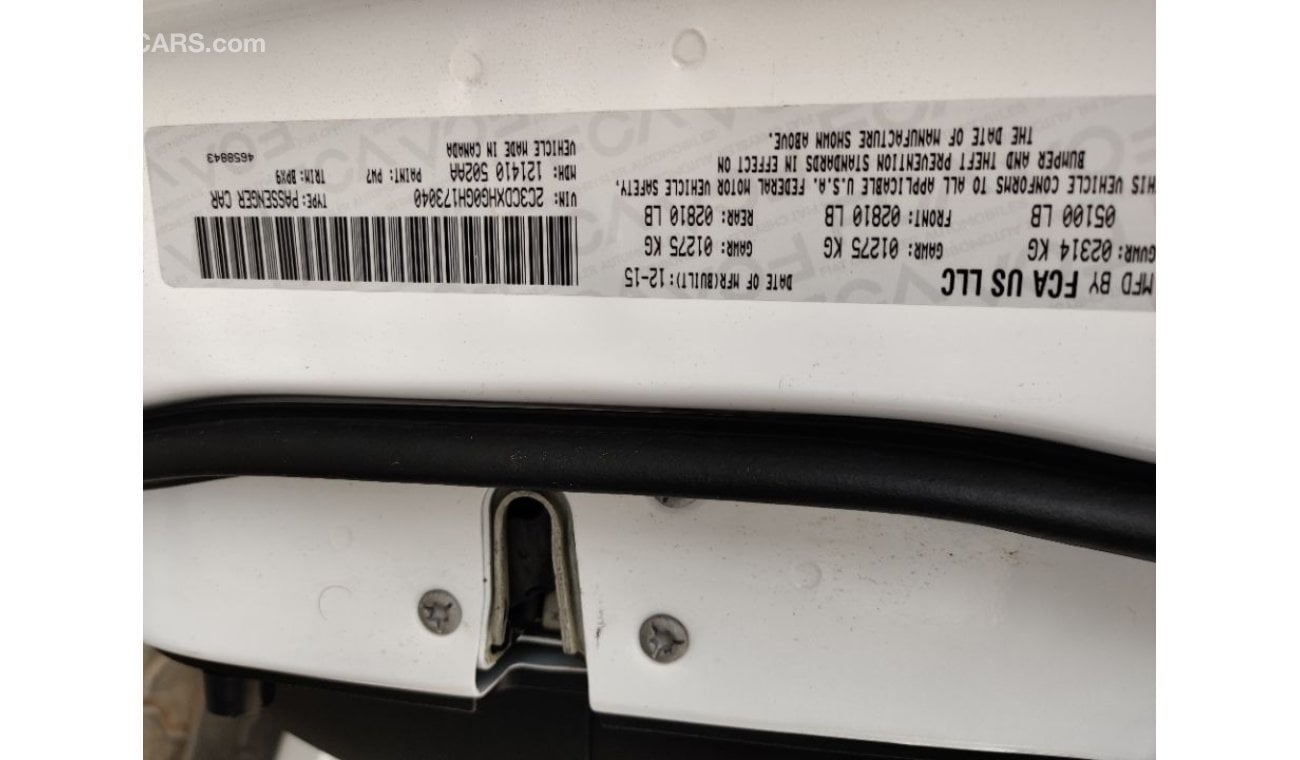 CARS.com
MFD BY FCA US LLC DATE OF MFR(BUILT):12-15
GVWR: 02314 KG GAWR: 01275 KG GAWR: 01275 KG
05100 LB FRONT: 02810 LB REAR: 02810 LB
HIS VEHICLE CONFORMS TO ALL APPLICABLE U.S.A. FEDERAL MOTOR VEHICLE SAFETY,
BUMPER AND THEFT PREVENTION STANDARDS IN EFFECT ON
THE DATE OF MANUFACTURE SHOWN ABOVE.
VIN: 2C3CDXHG0GH173040 TYPE: PASSENGER CAR
MDH: 121410 502AA PAINT: PW7 TRIM: BPX9
VEHICLE MADE IN CANADA 4658843